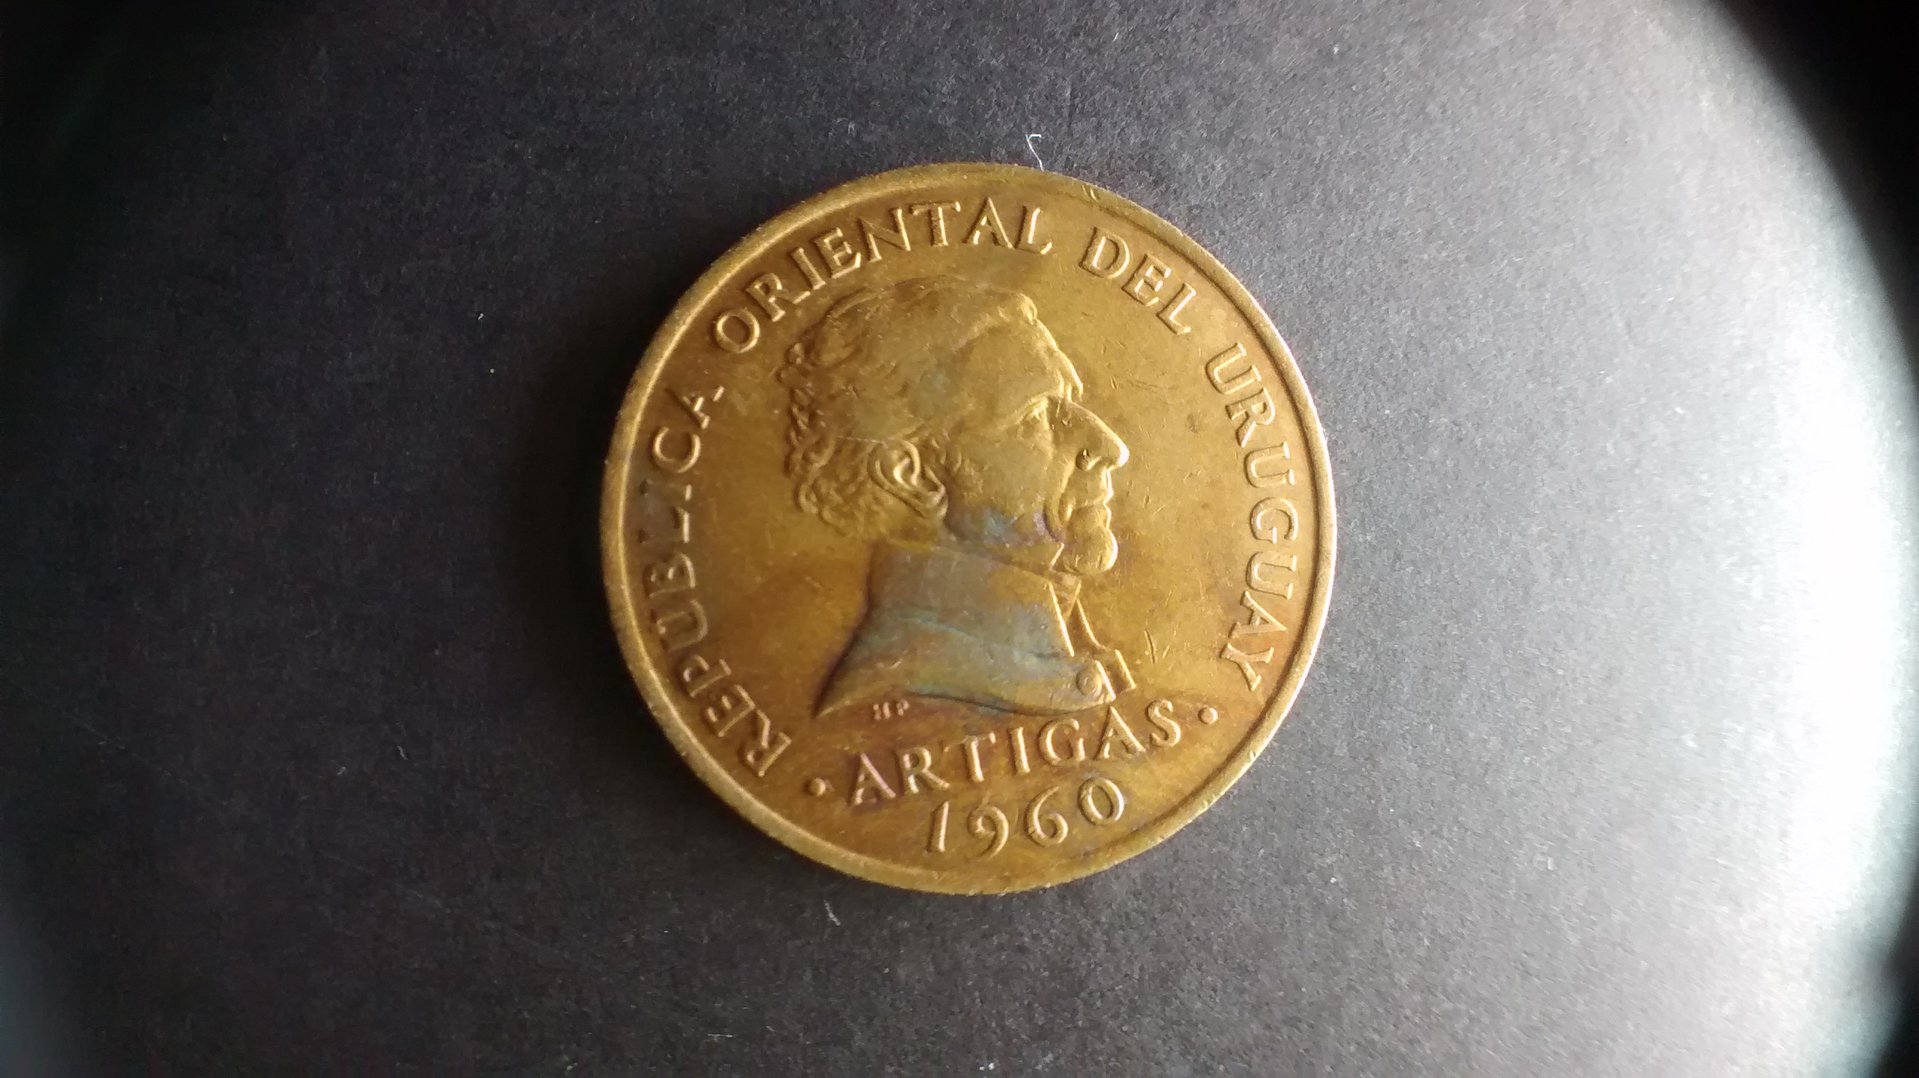 REPUBLICA ORIENTAL DEL URUGUAY
HP
• ARTIGAS •
1960